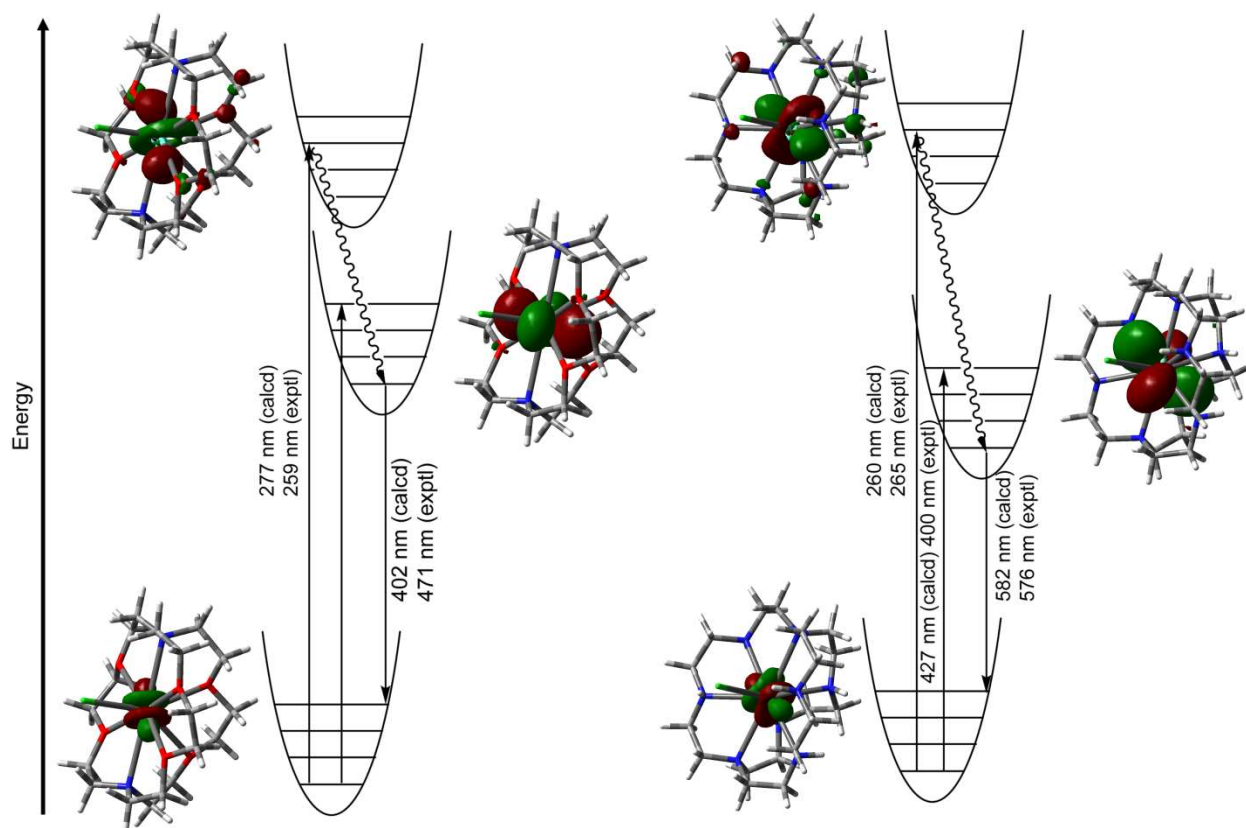 Energy
277 nm (calcd)
259 nm (exptl)
402 nm (calcd)
471 nm (exptl)
260 nm (calcd)
265 nm (exptl)
427 nm (calcd) 400 nm (exptl)
582 nm (calcd)
576 nm (exptl)